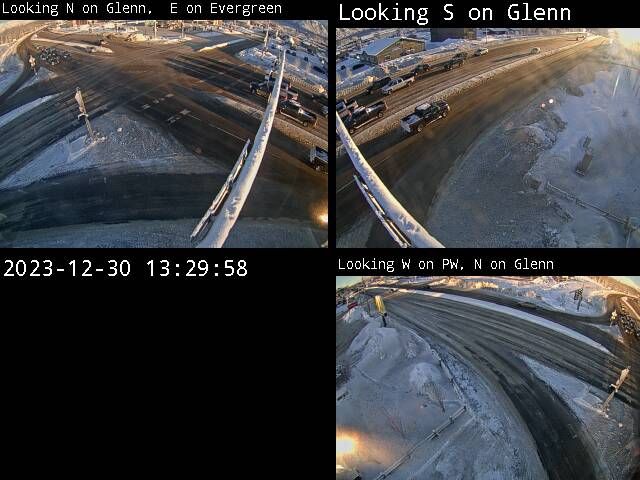 Looking N on Glenn,  E on Evergreen
Looking S on Glenn
2023-12-30 13:29:58
Looking W on PW, N on Glenn